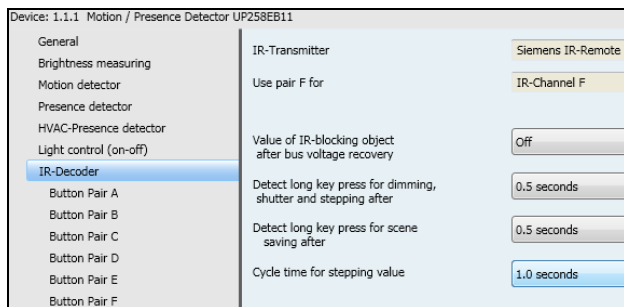 Device: 1.1.1 Motion / Presence Detector UP258EB11
General
Brightness measuring
Motion detector
Presence detector
HVAC-Presence detector
Light control (on-off)
IR-Decoder
Button Pair A
Button Pair B
Button Pair C
Button Pair D
Button Pair E
Button Pair F
IR-Transmitter
Siemens IR-Remote
Use pair F for
IR-Channel F
Value of IR-blocking object
after bus voltage recovery
Off
Detect long key press for dimming,
shutter and stepping after
0.5 seconds
Detect long key press for scene
saving after
0.5 seconds
Cycle time for stepping value
1.0 seconds